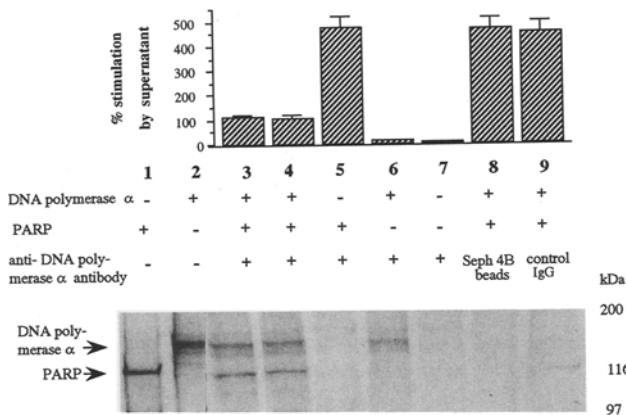 % stimulation
by supernatant
500
400
300
200
100
0
1 2 3 4 5 6 7 8 9
DNA polymerase α - + + + - + - + +
PARP + - + + + - - + +
anti- DNA poly-
merase α antibody - - + + + + + Seph 4B beads control IgG
kDa
200
DNA poly-
merase α
PARP
116
97